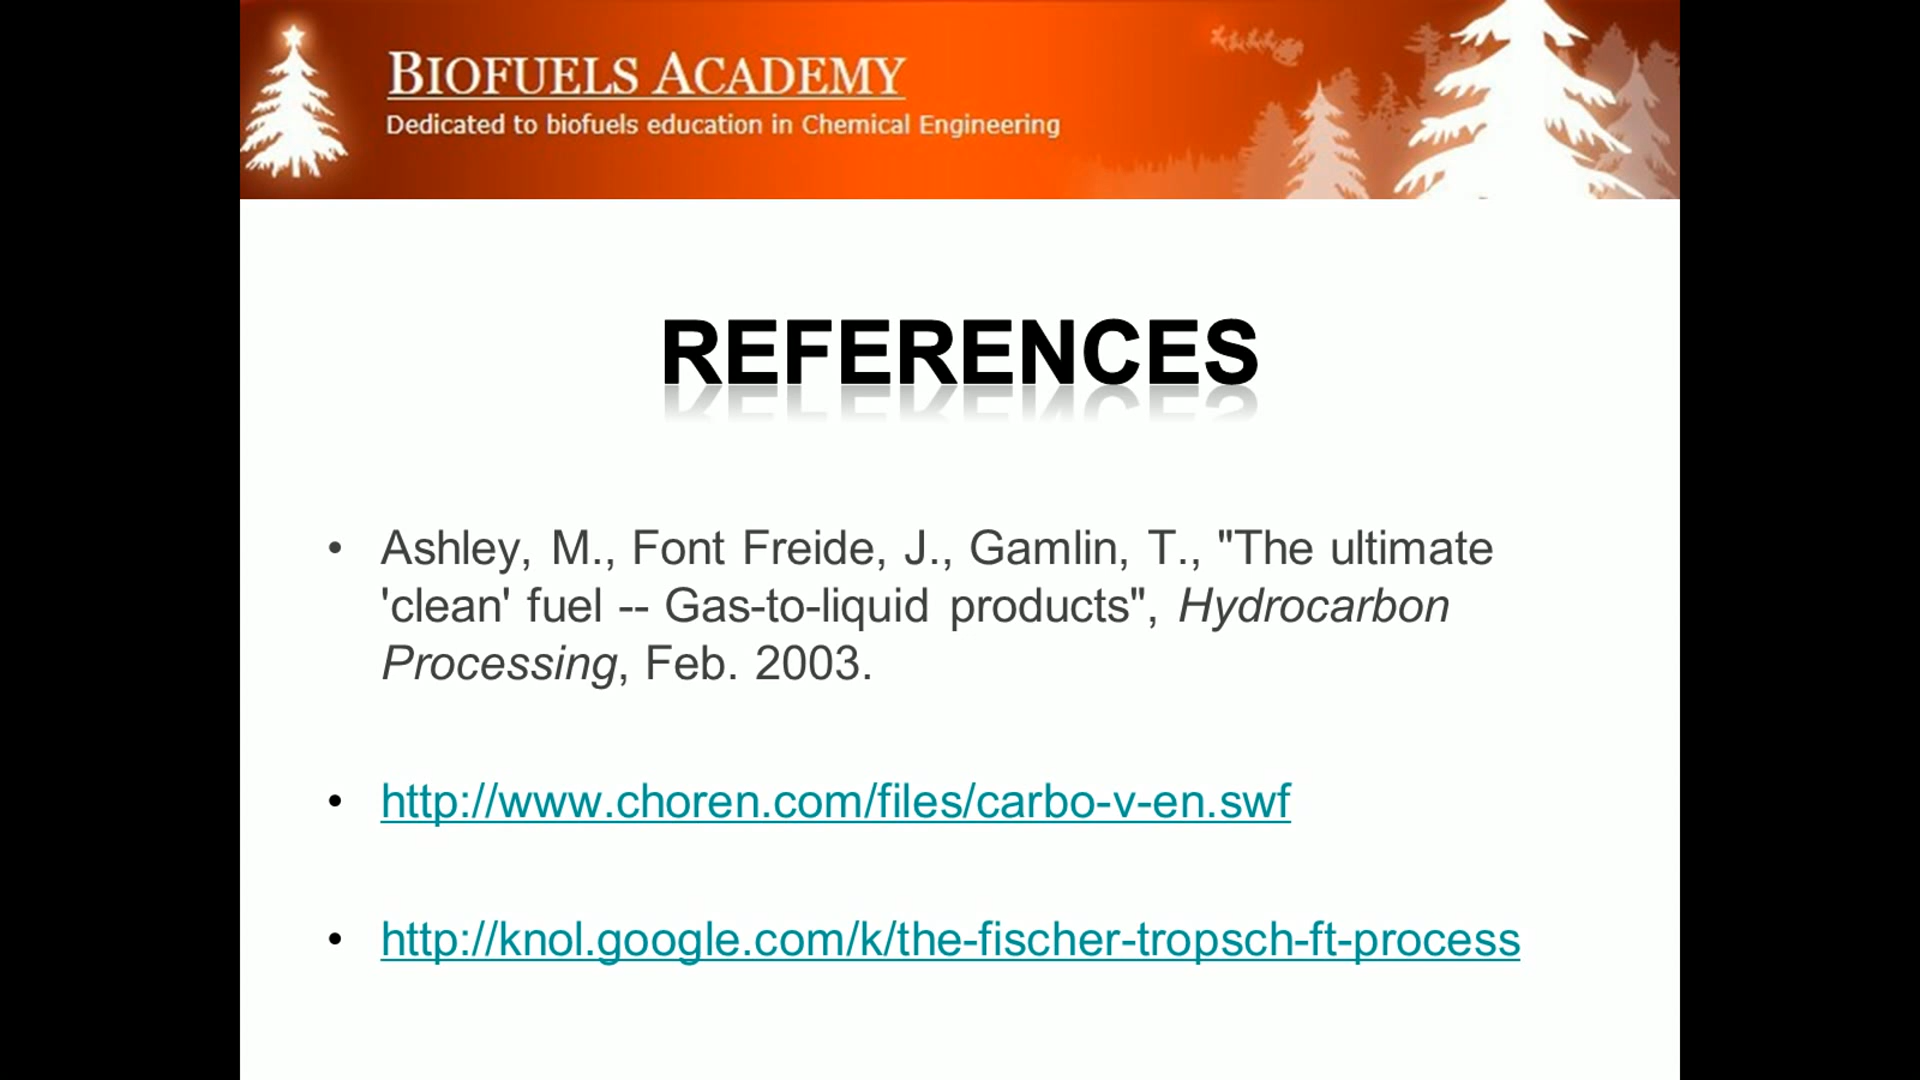 BIOFUELS ACADEMY
Dedicated to biofuels education in Chemical Engineering
REFERENCES
• Ashley, M., Font Freide, J., Gamlin, T., "The ultimate
'clean' fuel -- Gas-to-liquid products", Hydrocarbon
Processing, Feb. 2003.
• http://www.choren.com/files/carbo-v-en.swf
• http://knol.google.com/k/the-fischer-tropsch-ft-process